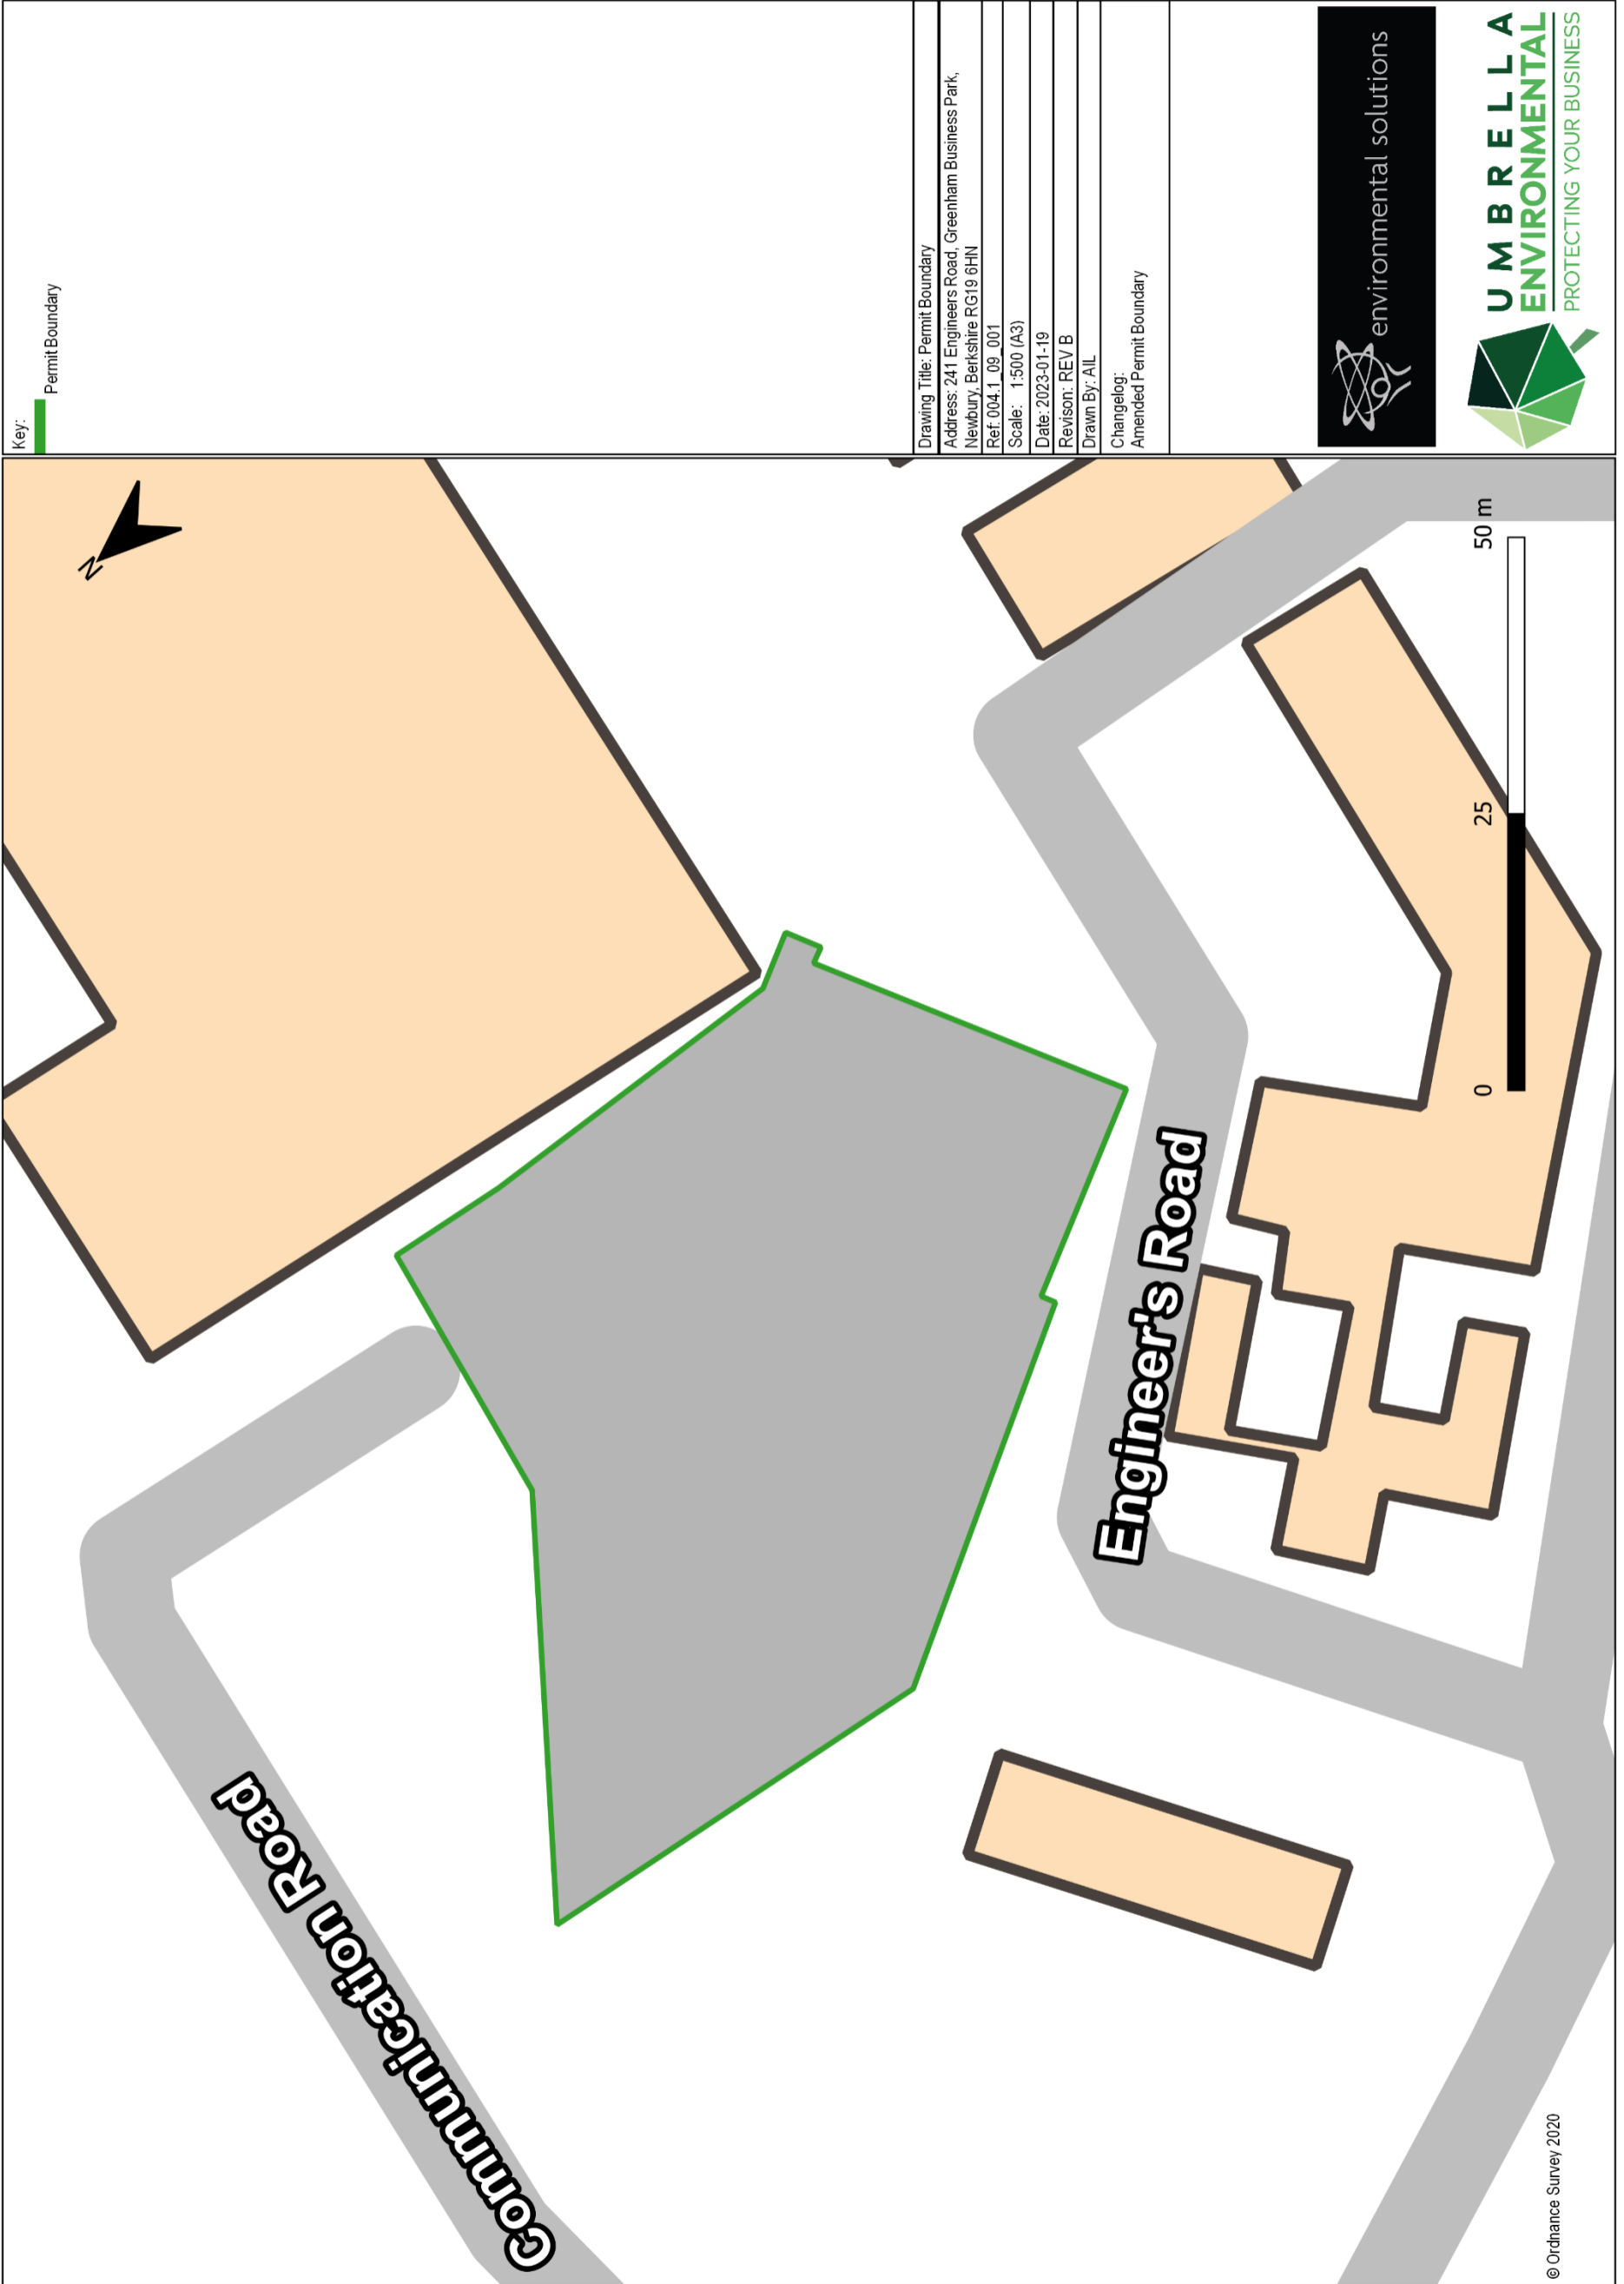 Key:
Permit Boundary
N
Communication Road
Engineer's Road
0
25
50 m
© Ordnance Survey 2020
Drawing Title: Permit Boundary
Address: 241 Engineers Road, Greenham Business Park,
Newbury, Berkshire RG19 6HN
Ref: 004.1_09_001
Scale: 1:500 (A3)
Date: 2023-01-19
Revison: REV B
Drawn By: AIL
Changelog:
Amended Permit Boundary
environmental solutions
UMBRELLA
ENVIRONMENTAL
PROTECTING YOUR BUSINESS